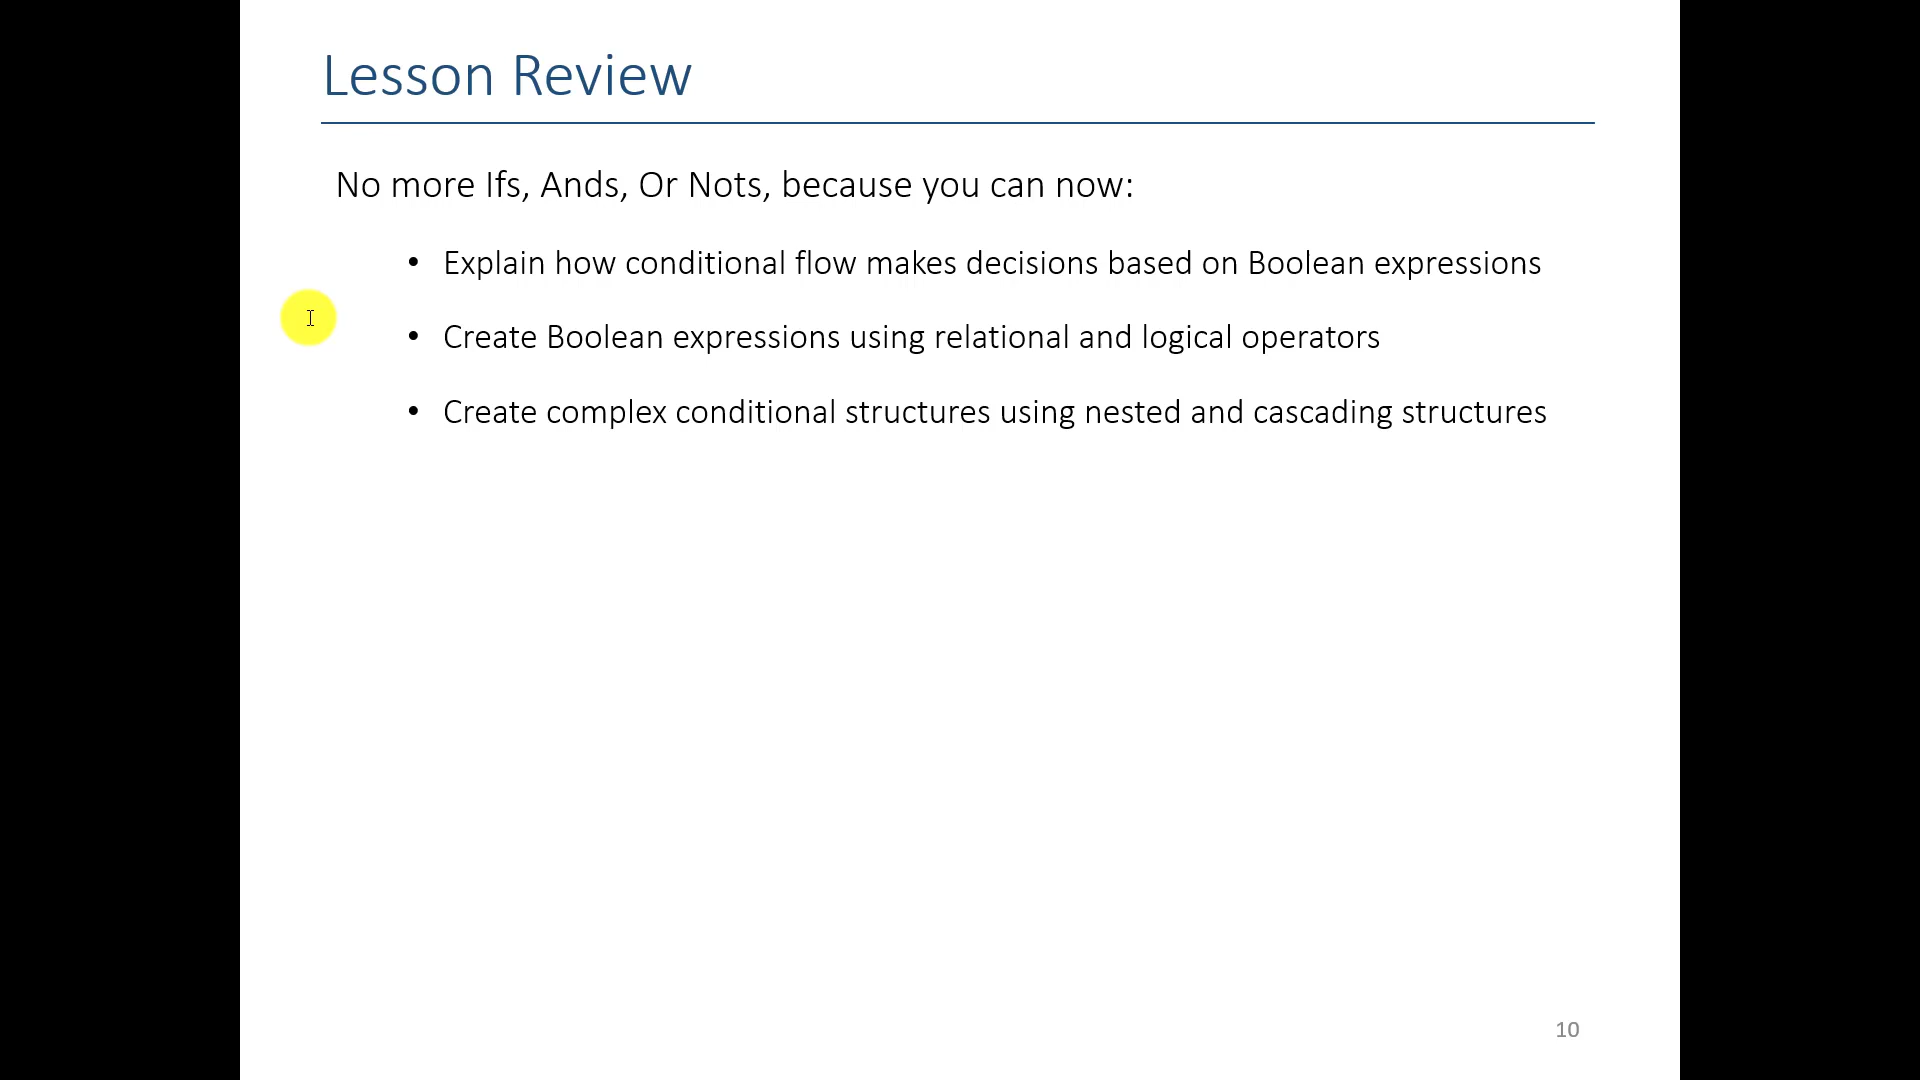 Lesson Review
No more Ifs, Ands, Or Nots, because you can now:
• Explain how conditional flow makes decisions based on Boolean expressions
• Create Boolean expressions using relational and logical operators
• Create complex conditional structures using nested and cascading structures
10